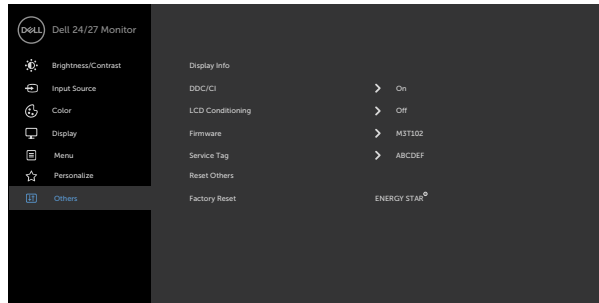 DELL Dell 24/27 Monitor
Brightness/Contrast
Input Source
Color
Display
Menu
Personalize
Others
Display Info
DDC/CI On
LCD Conditioning Off
Firmware M3T102
Service Tag ABCDEF
Reset Others
Factory Reset ENERGY STAR®